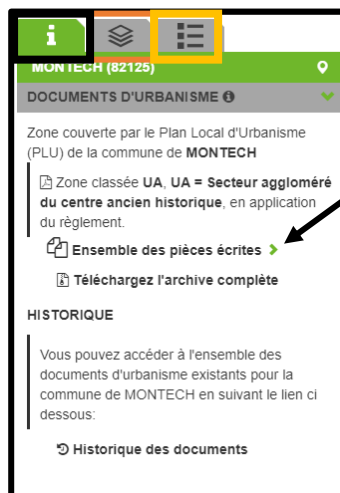 MONTECH (82125)
DOCUMENTS D'URBANISME
Zone couverte par le Plan Local d'Urbanisme
(PLU) de la commune de MONTECH
Zone classée UA, UA = Secteur aggloméré
du centre ancien historique, en application
du règlement.
Ensemble des pièces écrites
Téléchargez l'archive complète
HISTORIQUE
Vous pouvez accéder à l'ensemble des
documents d'urbanisme existants pour la
commune de MONTECH en suivant le lien ci
dessous:
Historique des documents